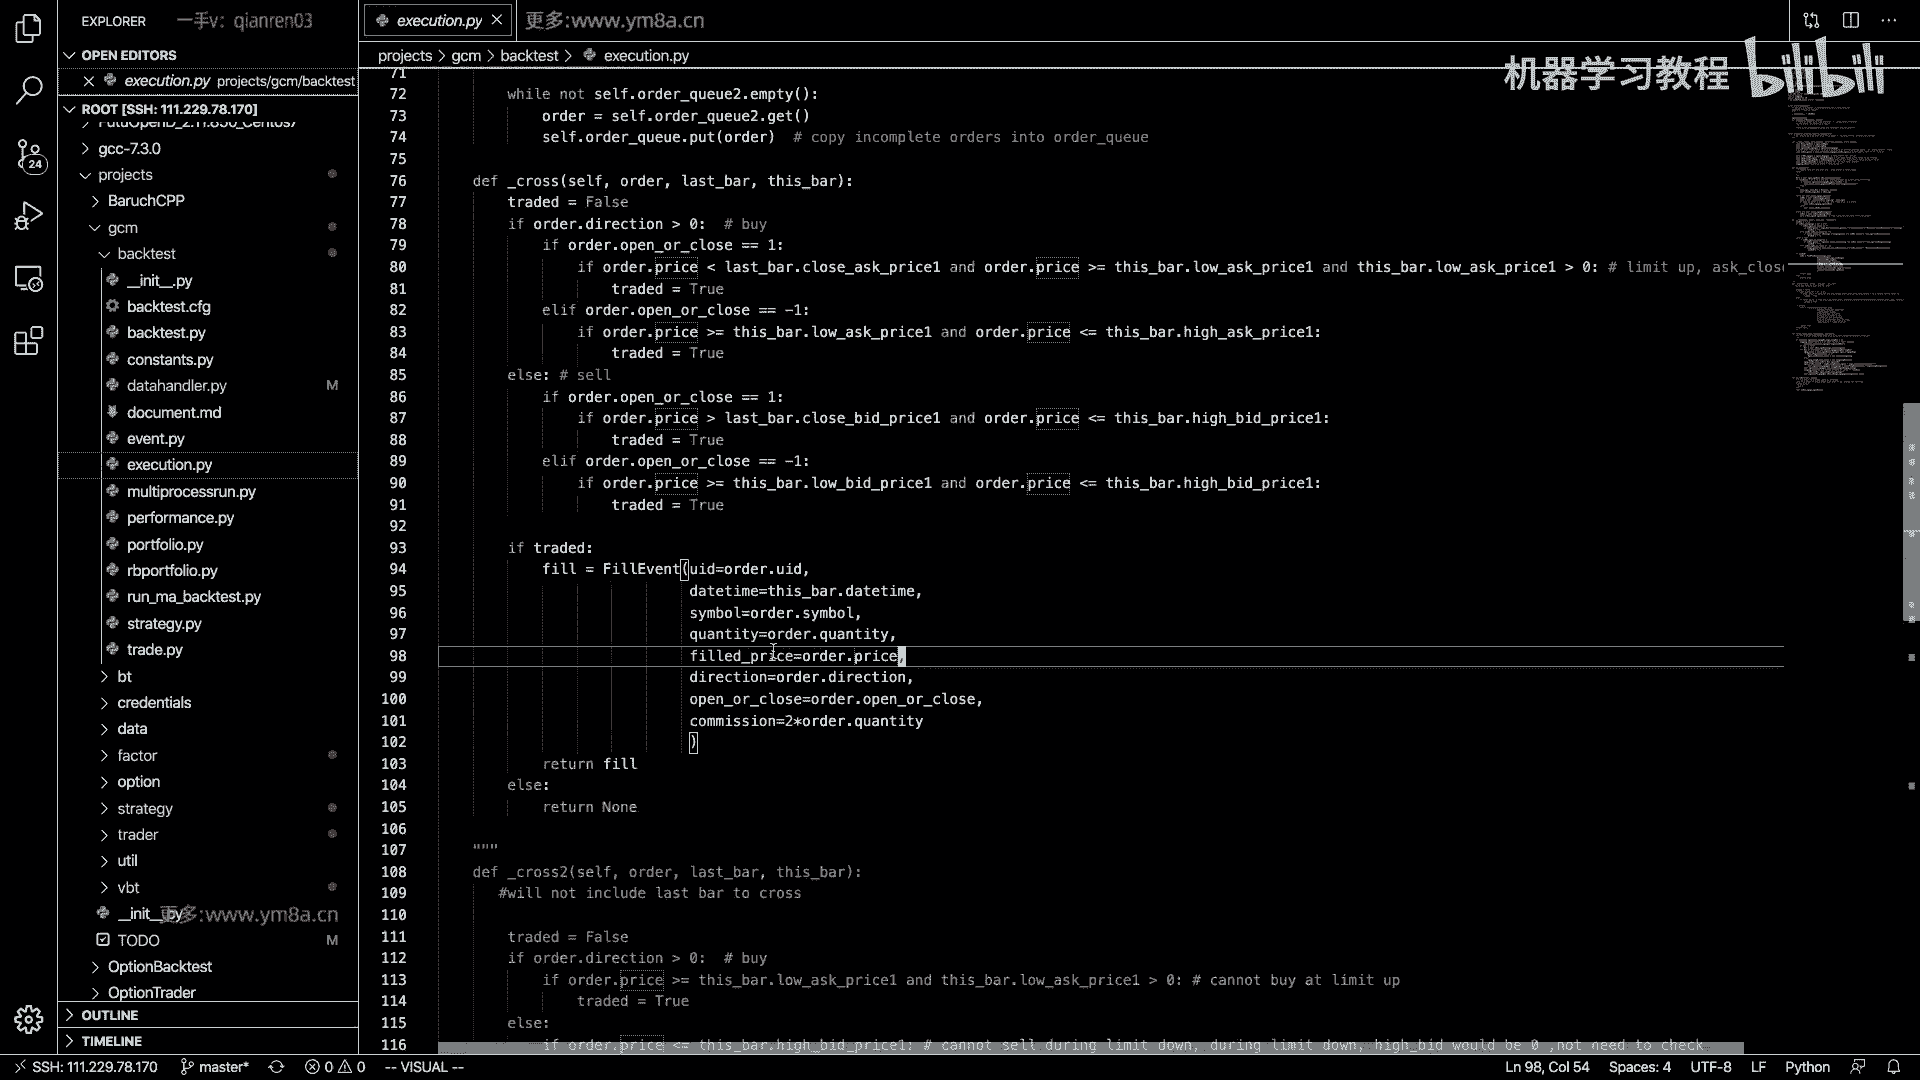 EXPLORER
一手v: qianren03
execution.py
更多:www.ym8a.cn
OPEN EDITORS
execution.py projects/gcm/backtest
ROOT [SSH: 111.229.78.170]
gcc-7.3.0
projects
BaruchCPP
gcm
backtest
__init__.py
backtest.cfg
backtest.py
constants.py
datahandler.py M
document.md
event.py
execution.py
multiprocessrun.py
performance.py
portfolio.py
rbportfolio.py
run_ma_backtest.py
strategy.py
trade.py
bt
credentials
data
factor
option
strategy
trader
util
vbt
__init__.py
更多:www.ym8a.cn
TODO M
OptionBacktest
OptionTrader
OUTLINE
TIMELINE
24
projects > gcm > backtest > execution.py
机器学习教程 bilibili
71
72 while not self.order_queue2.empty():
73 order = self.order_queue2.get()
74 self.order_queue.put(order) # copy incomplete orders into order_queue
75
76 def _cross(self, order, last_bar, this_bar):
77 traded = False
78 if order.direction > 0: # buy
79 if order.open_or_close == 1:
80 if order.price < last_bar.close_ask_price1 and order.price >= this_bar.low_ask_price1 and this_bar.low_ask_price1 > 0: # limit up, ask_close
81 traded = True
82 elif order.open_or_close == -1:
83 if order.price >= this_bar.low_ask_price1 and order.price <= this_bar.high_ask_price1:
84 traded = True
85 else: # sell
86 if order.open_or_close == 1:
87 if order.price > last_bar.close_bid_price1 and order.price <= this_bar.high_bid_price1:
88 traded = True
89 elif order.open_or_close == -1:
90 if order.price >= this_bar.low_bid_price1 and order.price <= this_bar.high_bid_price1:
91 traded = True
92
93 if traded:
94 fill = FillEvent(uid=order.uid,
95 datetime=this_bar.datetime,
96 symbol=order.symbol,
97 quantity=order.quantity,
98 filled_price=order.price,
99 direction=order.direction,
100 open_or_close=order.open_or_close,
101 commission=2*order.quantity
102 )
103 return fill
104 else:
105 return None
106
107 """
108 def _cross2(self, order, last_bar, this_bar):
109 #will not include last bar to cross
110
111 traded = False
112 if order.direction > 0: # buy
113 if order.price >= this_bar.low_ask_price1 and this_bar.low_ask_price1 > 0: # cannot buy at limit up
114 traded = True
115 else:
116 if order.price <= this_bar.high_bid_price1: # cannot sell during limit down, during limit down, high_bid would be 0 ,not need to check
SSH: 111.229.78.170 master* 0 0 -- VISUAL -- Ln 98, Col 54 Spaces: 4 UTF-8 LF Python